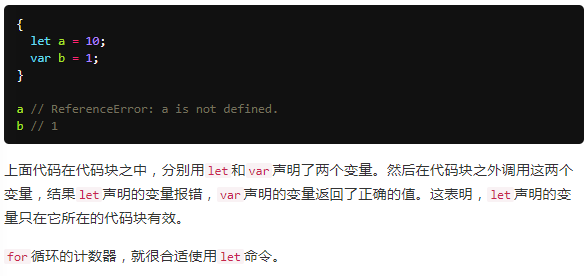 {
  let a = 10;
  var b = 1;
}
a // ReferenceError: a is not defined.
b // 1
上面代码在代码块之中，分别用let和var声明了两个变量。然后在代码块之外调用这两个
变量，结果let声明的变量报错，var声明的变量返回了正确的值。这表明，let声明的变
量只在它所在的代码块有效。
for循环的计数器，就很合适使用let命令。